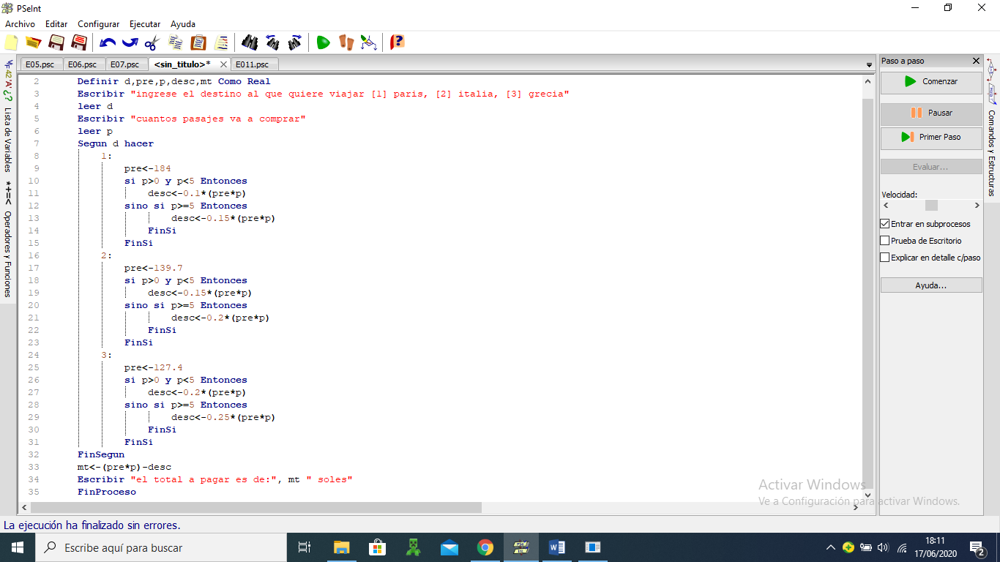 PSeInt
Archivo Editar Configurar Ejecutar Ayuda
E05.psc E06.psc E07.psc <sin_titulo>* E011.psc
2 Definir d,pre,p,desc,mt Como Real
3 Escribir "ingrese el destino al que quiere viajar [1] paris, [2] italia, [3] grecia"
4 leer d
5 Escribir "cuantos pasajes va a comprar"
6 leer p
7 Segun d hacer
8 1:
9 pre<-184
10 si p>0 y p<5 Entonces
11 desc<-0.1*(pre*p)
12 sino si p>=5 Entonces
13 desc<-0.15*(pre*p)
14 FinSi
15 FinSi
16 2:
17 pre<-139.7
18 si p>0 y p<5 Entonces
19 desc<-0.15*(pre*p)
20 sino si p>=5 Entonces
21 desc<-0.2*(pre*p)
22 FinSi
23 FinSi
24 3:
25 pre<-127.4
26 si p>0 y p<5 Entonces
27 desc<-0.2*(pre*p)
28 sino si p>=5 Entonces
29 desc<-0.25*(pre*p)
30 FinSi
31 FinSi
32 FinSegun
33 mt<-(pre*p)-desc
34 Escribir "el total a pagar es de:", mt " soles"
35 FinProceso
Lista de Variables
*+=< Operadores y Funciones
Paso a paso
Comenzar
Pausar
Primer Paso
Evaluar...
Velocidad:
Entrar en subprocesos
Prueba de Escritorio
Explicar en detalle c/paso
Ayuda...
Comandos y Estructuras
Activar Windows
Ve a Configuración para activar Windows.
La ejecución ha finalizado sin errores.
Escribe aquí para buscar
18:11
17/06/2020
2